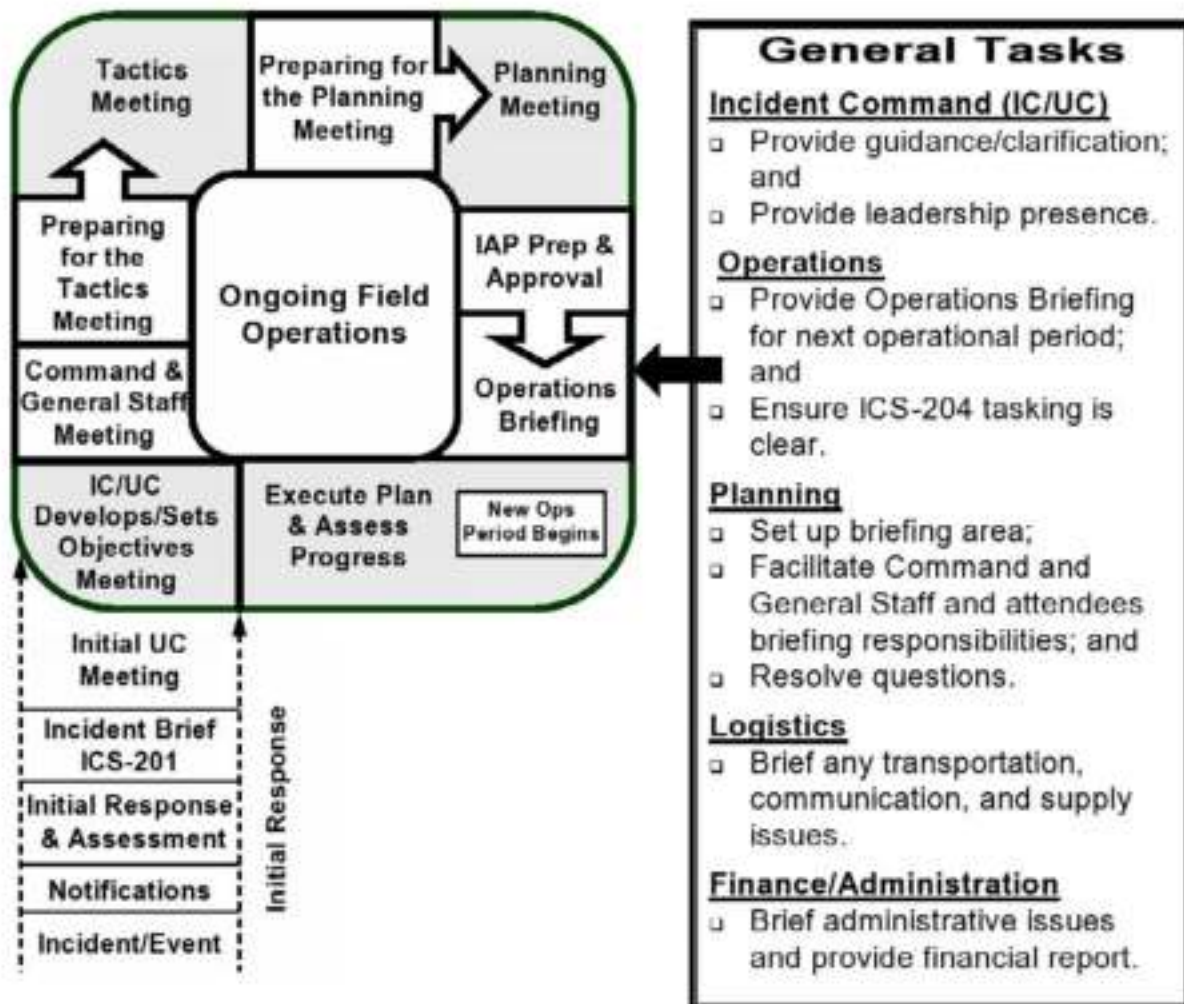 Tactics
Meeting
Preparing for
the Planning
Meeting
Planning
Meeting
Preparing
for the
Tactics
Meeting
Ongoing Field
Operations
IAP Prep &
Approval
Command &
General Staff
Meeting
Operations
Briefing
IC/UC
Develops/Sets
Objectives
Meeting
Execute Plan
& Assess
Progress
New Ops
Period Begins
Initial UC
Meeting
Incident Brief
ICS-201
Initial Response
& Assessment
Notifications
Incident/Event
Initial Response
General Tasks
Incident Command (IC/UC)
Provide guidance/clarification;
and
Provide leadership presence.
Operations
Provide Operations Briefing
for next operational period;
and
Ensure ICS-204 tasking is
clear.
Planning
Set up briefing area;
Facilitate Command and
General Staff and attendees
briefing responsibilities; and
Resolve questions.
Logistics
Brief any transportation,
communication, and supply
issues.
Finance/Administration
Brief administrative issues
and provide financial report.